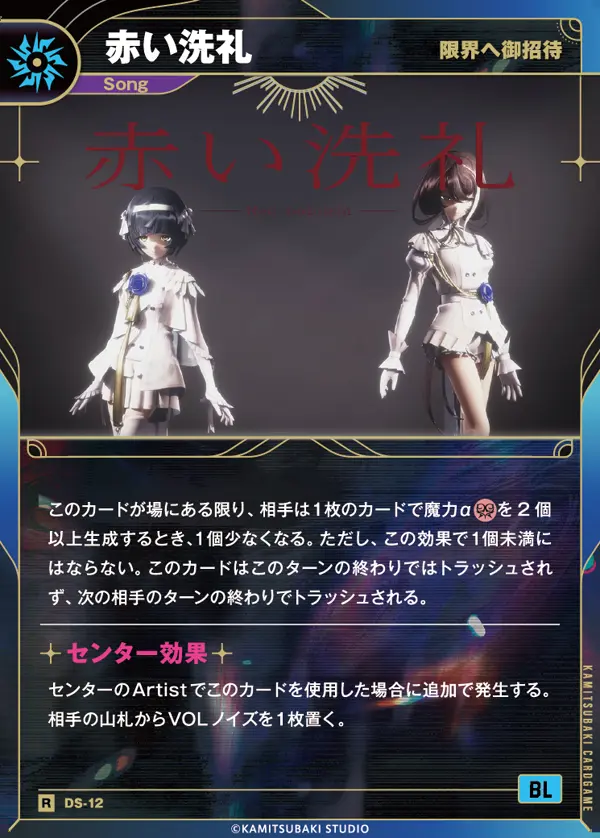 赤い洗礼
限界へ御招待
Song
赤い洗礼
このカードが場にある限り、相手は1枚のカードで魔力αを2個
以上生成するとき、1個少なくなる。ただし、この効果で1個未満に
はならない。このカードはこのターンの終わりではトラッシュされ
ず、次の相手のターンの終わりでトラッシュされる。
センター効果
センターのArtistでこのカードを使用した場合に追加で発生する。
相手の山札からVOLノイズを1枚置く。
KAMITSUBAKI CARDGAME
BL
R DS-12
©KAMITSUBAKI STUDIO